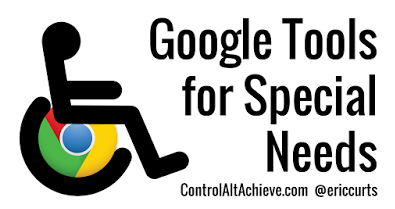 Google Tools
for Special
Needs
ControlAltAchieve.com @ericcurts